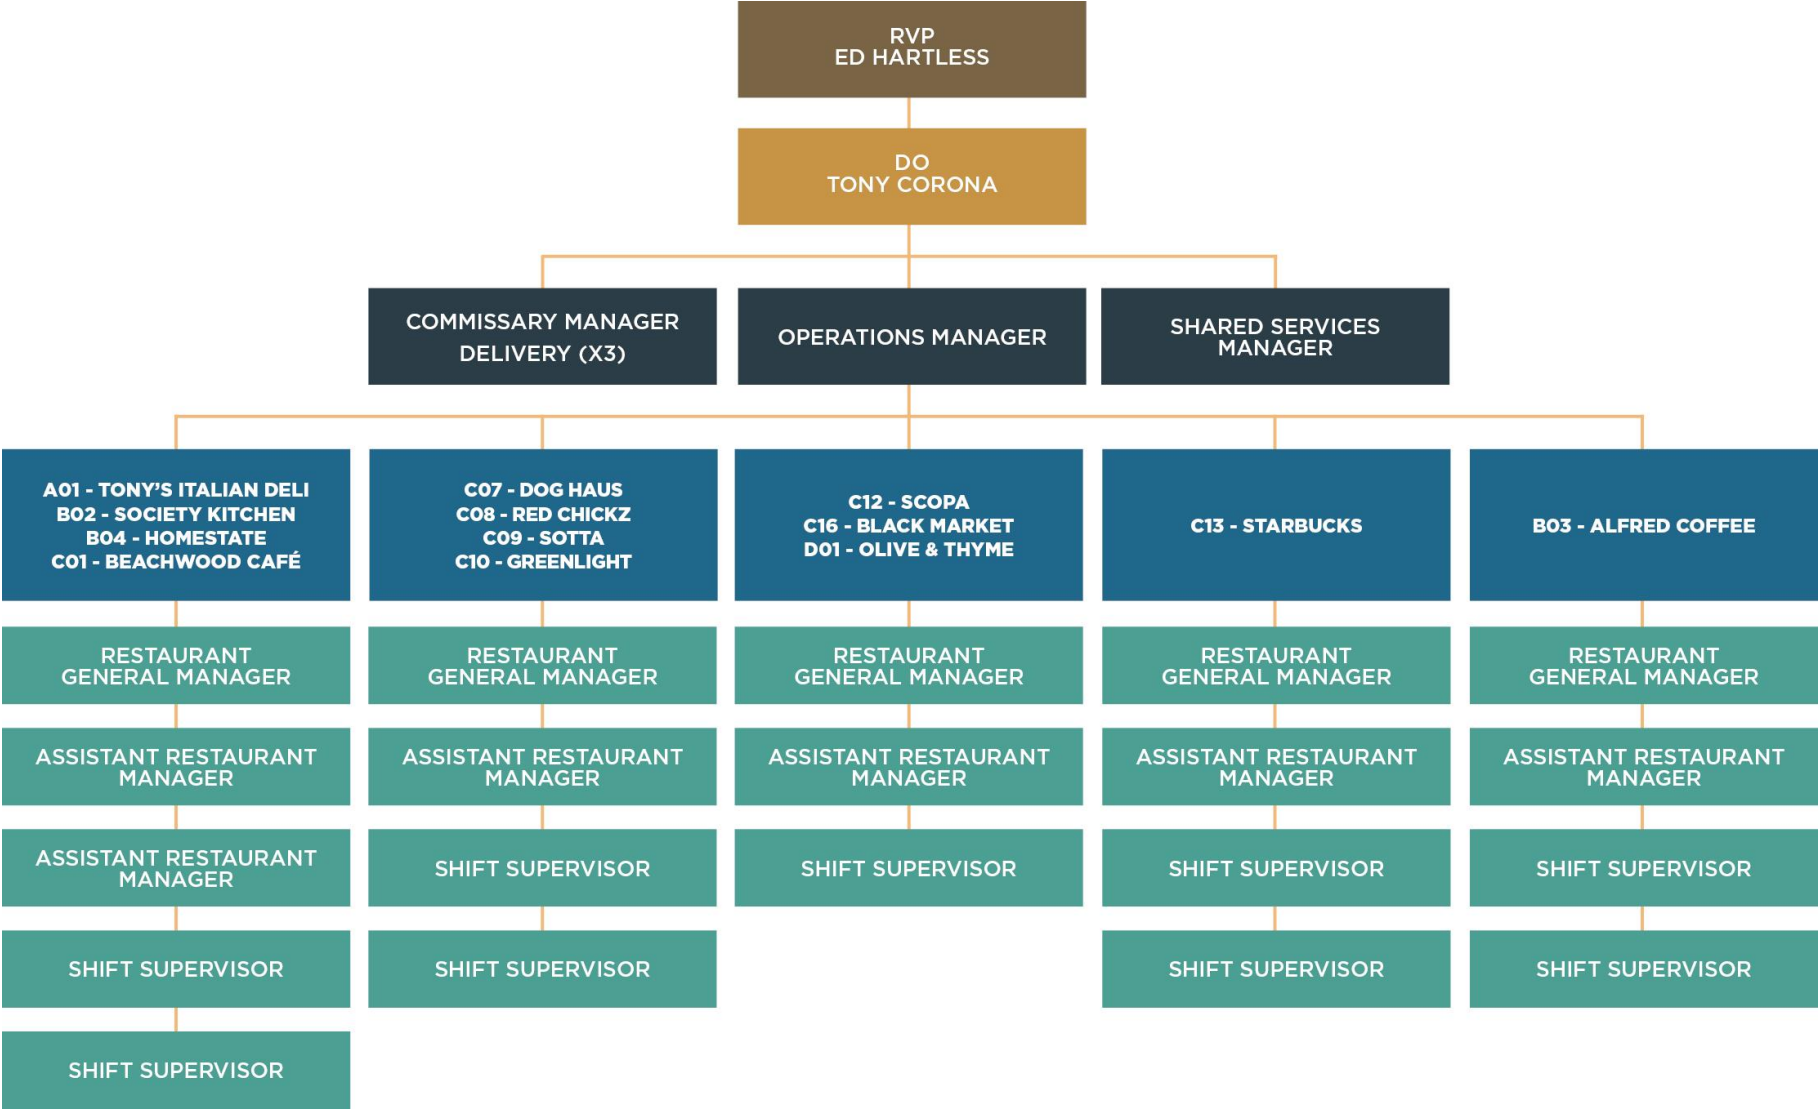 RVP
ED HARTLESS
DO
TONY CORONA
COMMISSARY MANAGER
DELIVERY (X3)
OPERATIONS MANAGER
SHARED SERVICES
MANAGER
A01 - TONY’S ITALIAN DELI
B02 - SOCIETY KITCHEN
B04 - HOMESTATE
C01 - BEACHWOOD CAFÉ
C07 - DOG HAUS
C08 - RED CHICKZ
C09 - SOTTA
C10 - GREENLIGHT
C12 - SCOPA
C16 - BLACK MARKET
D01 - OLIVE & THYME
C13 - STARBUCKS
B03 - ALFRED COFFEE
RESTAURANT
GENERAL MANAGER
RESTAURANT
GENERAL MANAGER
RESTAURANT
GENERAL MANAGER
RESTAURANT
GENERAL MANAGER
RESTAURANT
GENERAL MANAGER
ASSISTANT RESTAURANT
MANAGER
ASSISTANT RESTAURANT
MANAGER
ASSISTANT RESTAURANT
MANAGER
ASSISTANT RESTAURANT
MANAGER
ASSISTANT RESTAURANT
MANAGER
ASSISTANT RESTAURANT
MANAGER
SHIFT SUPERVISOR
SHIFT SUPERVISOR
SHIFT SUPERVISOR
SHIFT SUPERVISOR
SHIFT SUPERVISOR
SHIFT SUPERVISOR
SHIFT SUPERVISOR
SHIFT SUPERVISOR
SHIFT SUPERVISOR